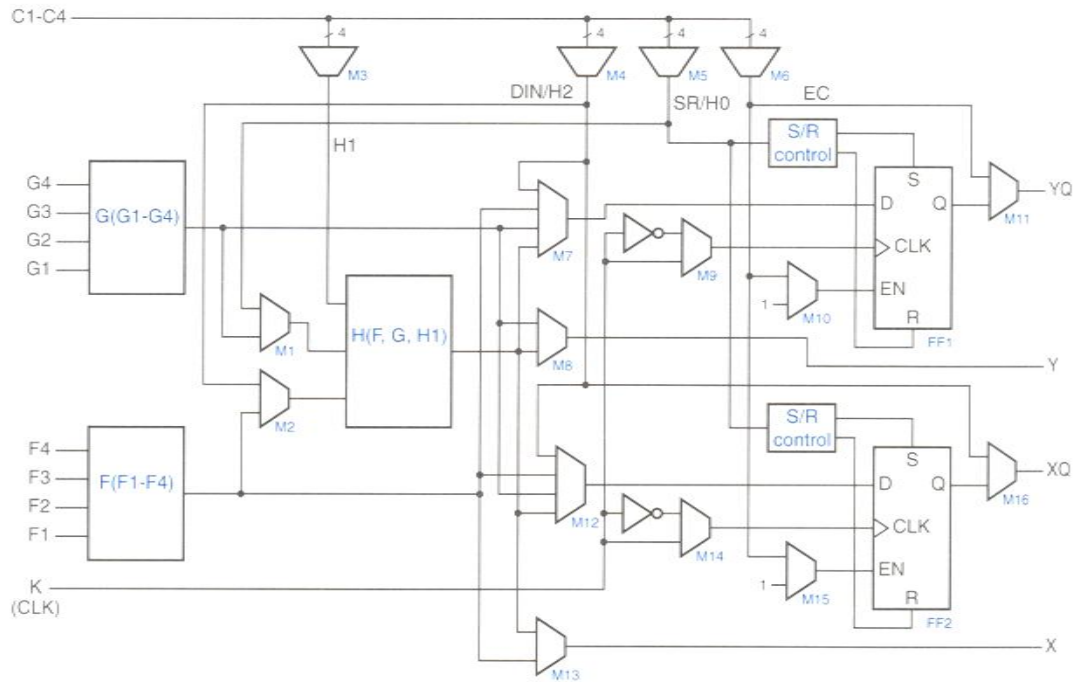 C1-C4
4
4
4
4
M3
M4
M5
M6
DIN/H2
SR/H0
EC
H1
S/R
control
G4
G3
G2
G1
G(G1-G4)
M7
M9
S
D
Q
CLK
EN
R
FF1
M11
YQ
1
M10
M1
H(F, G, H1)
M8
Y
M2
F4
F3
F2
F1
F(F1-F4)
S/R
control
M12
M14
S
D
Q
CLK
EN
R
FF2
M16
XQ
1
M15
K
(CLK)
M13
X